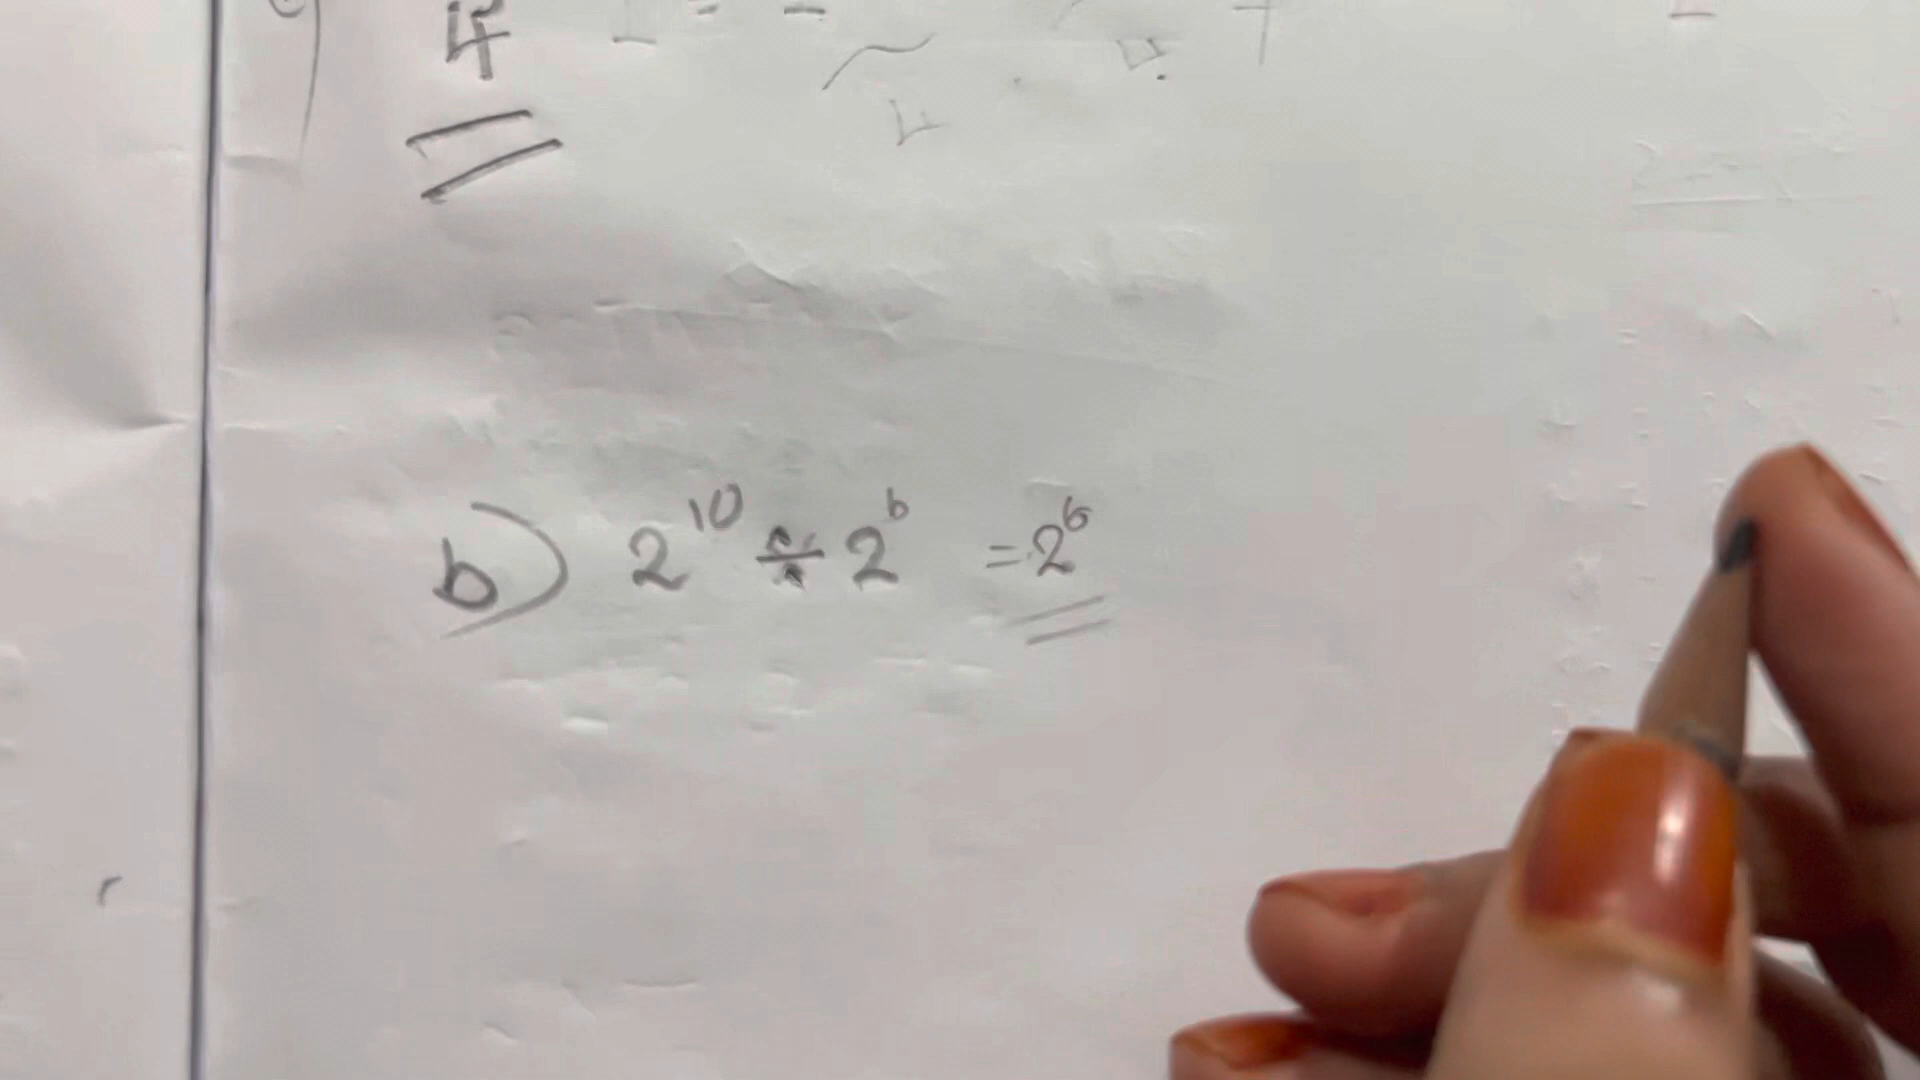 4
b) 2¹⁰ ÷ 2⁶ = 2⁶